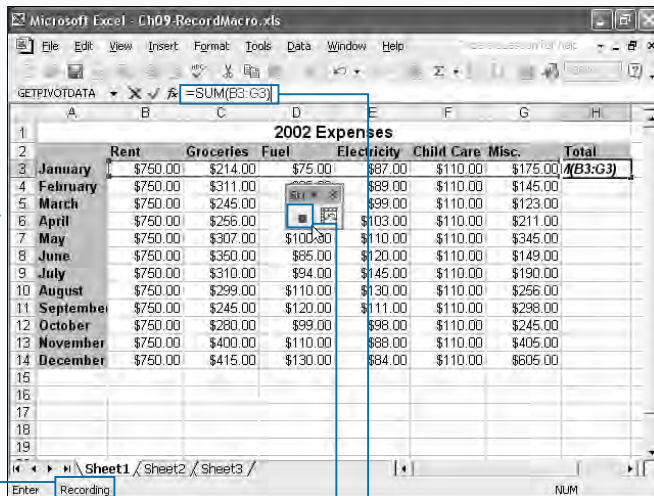 Microsoft Excel - Ch09-RecordMacro.xls
File Edit View Insert Format Tools Data Window Help
GETPIVOTDATA =SUM(B3:G3)
A B C D E F G H
1 2002 Expenses
2 Rent Groceries Fuel Electricity Child Care Misc. Total
3 January $750.00 $214.00 $75.00 $87.00 $110.00 $175.00 M(B3:G3)
4 February $750.00 $311.00 $89.00 $110.00 $145.00
5 March $750.00 $245.00 $99.00 $110.00 $123.00
6 April $750.00 $256.00 $103.00 $110.00 $211.00
7 May $750.00 $307.00 $100.00 $110.00 $110.00 $345.00
8 June $750.00 $350.00 $85.00 $120.00 $110.00 $149.00
9 July $750.00 $310.00 $94.00 $145.00 $110.00 $190.00
10 August $750.00 $299.00 $110.00 $130.00 $110.00 $256.00
11 September $750.00 $245.00 $120.00 $111.00 $110.00 $298.00
12 October $750.00 $280.00 $99.00 $98.00 $110.00 $245.00
13 November $750.00 $400.00 $110.00 $88.00 $110.00 $405.00
14 December $750.00 $415.00 $130.00 $84.00 $110.00 $605.00
15
16
17
18
19
Sheet1 Sheet2 Sheet3
Enter Recording NUM